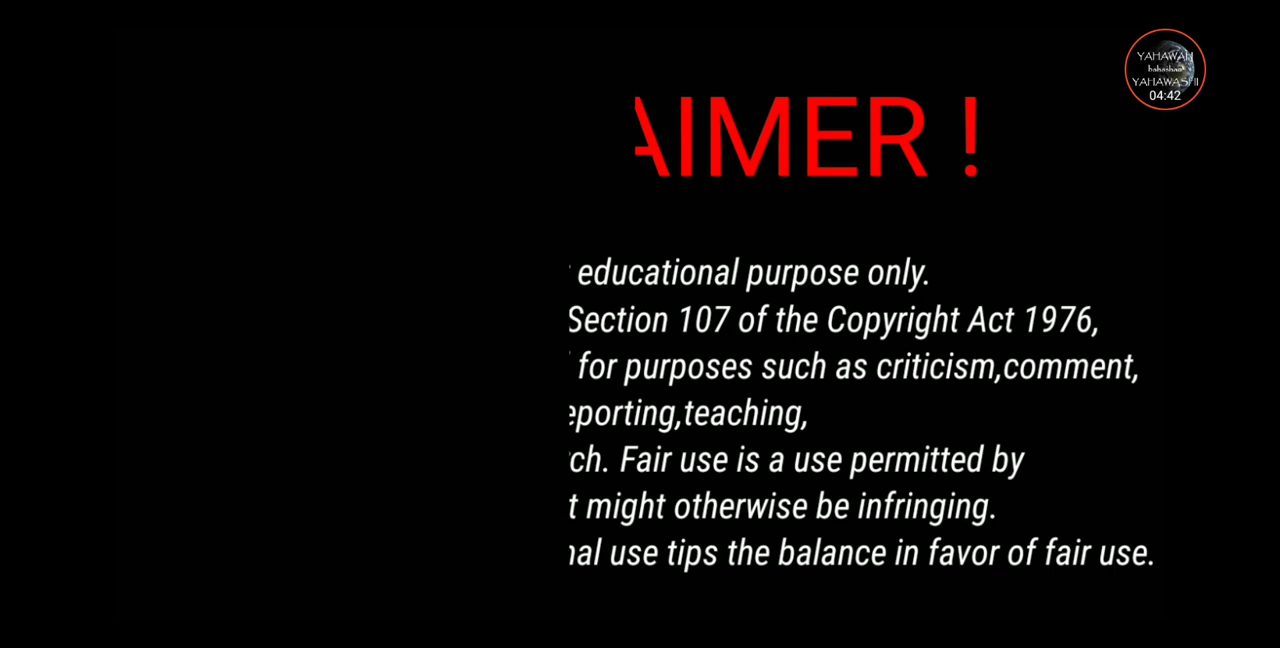 AIMER !
educational purpose only.
Section 107 of the Copyright Act 1976,
for purposes such as criticism,comment,
eporting,teaching,
ch. Fair use is a use permitted by
t might otherwise be infringing.
al use tips the balance in favor of fair use.
YAHAWAH
bahasham
YAHAWASHI
04:42